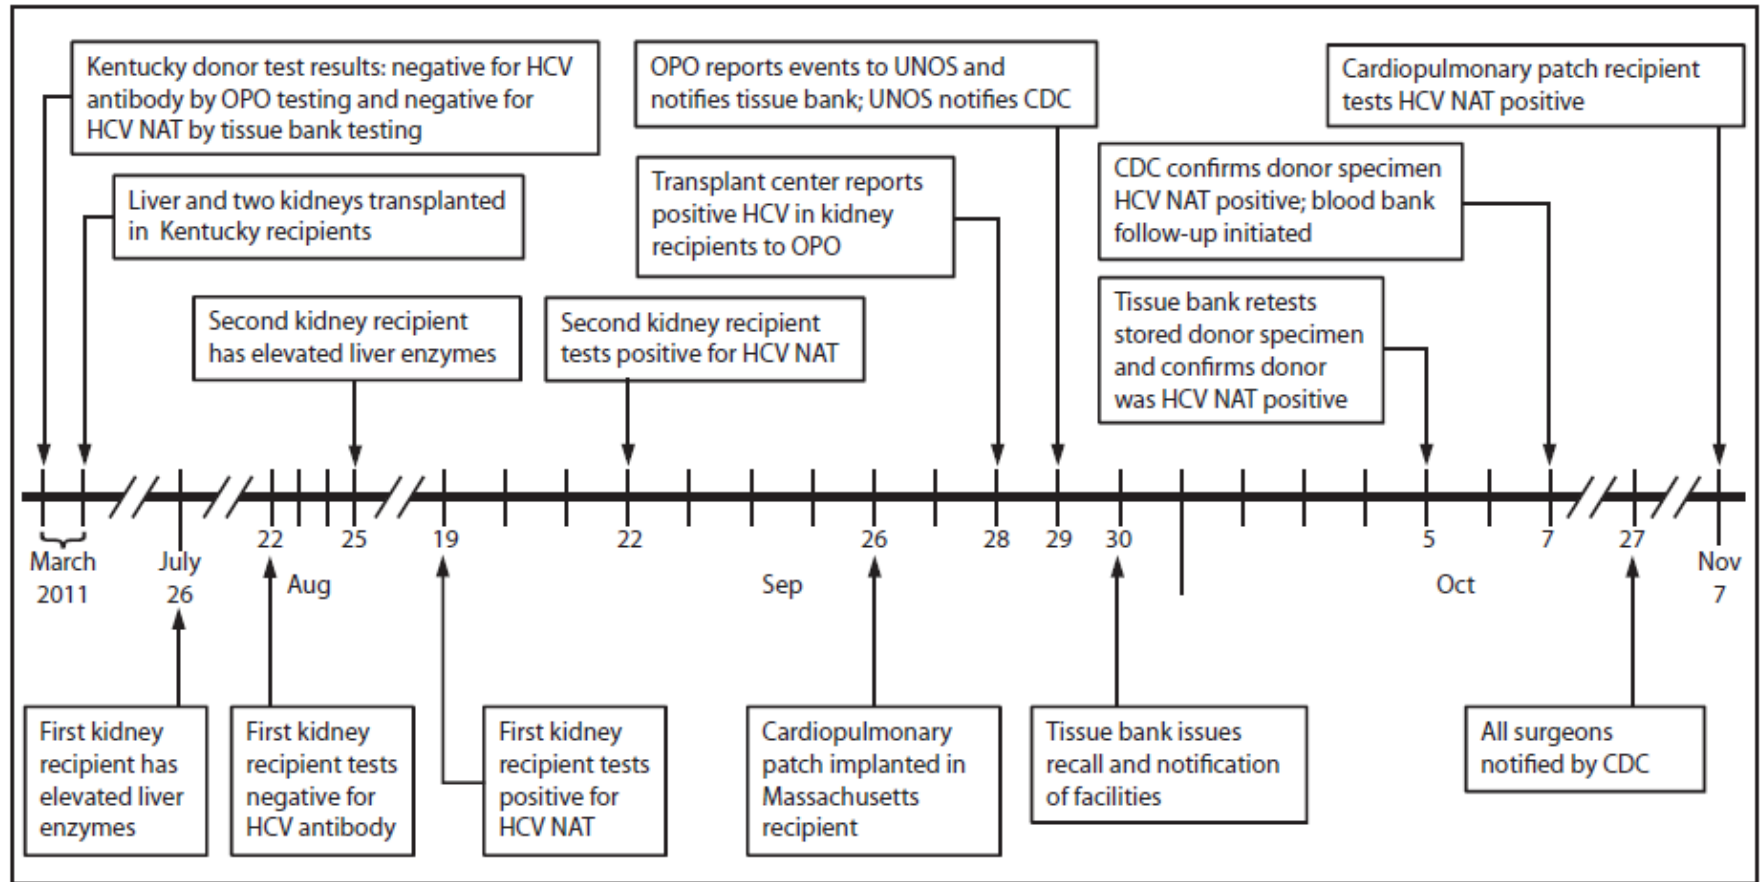 Kentucky donor test results: negative for HCV
antibody by OPO testing and negative for
HCV NAT by tissue bank testing
OPO reports events to UNOS and
notifies tissue bank; UNOS notifies CDC
Cardiopulmonary patch recipient
tests HCV NAT positive
Liver and two kidneys transplanted
in Kentucky recipients
Transplant center reports
positive HCV in kidney
recipients to OPO
CDC confirms donor specimen
HCV NAT positive; blood bank
follow-up initiated
Second kidney recipient
has elevated liver enzymes
Second kidney recipient
tests positive for HCV NAT
Tissue bank retests
stored donor specimen
and confirms donor
was HCV NAT positive
22 25 19 22 26 28 29 30 5 7 27
March July Nov
2011 26 Aug Sep Oct 7
First kidney
recipient has
elevated liver
enzymes
First kidney
recipient tests
negative for
HCV antibody
First kidney
recipient tests
positive for
HCV NAT
Cardiopulmonary
patch implanted in
Massachusetts
recipient
Tissue bank issues
recall and notification
of facilities
All surgeons
notified by CDC